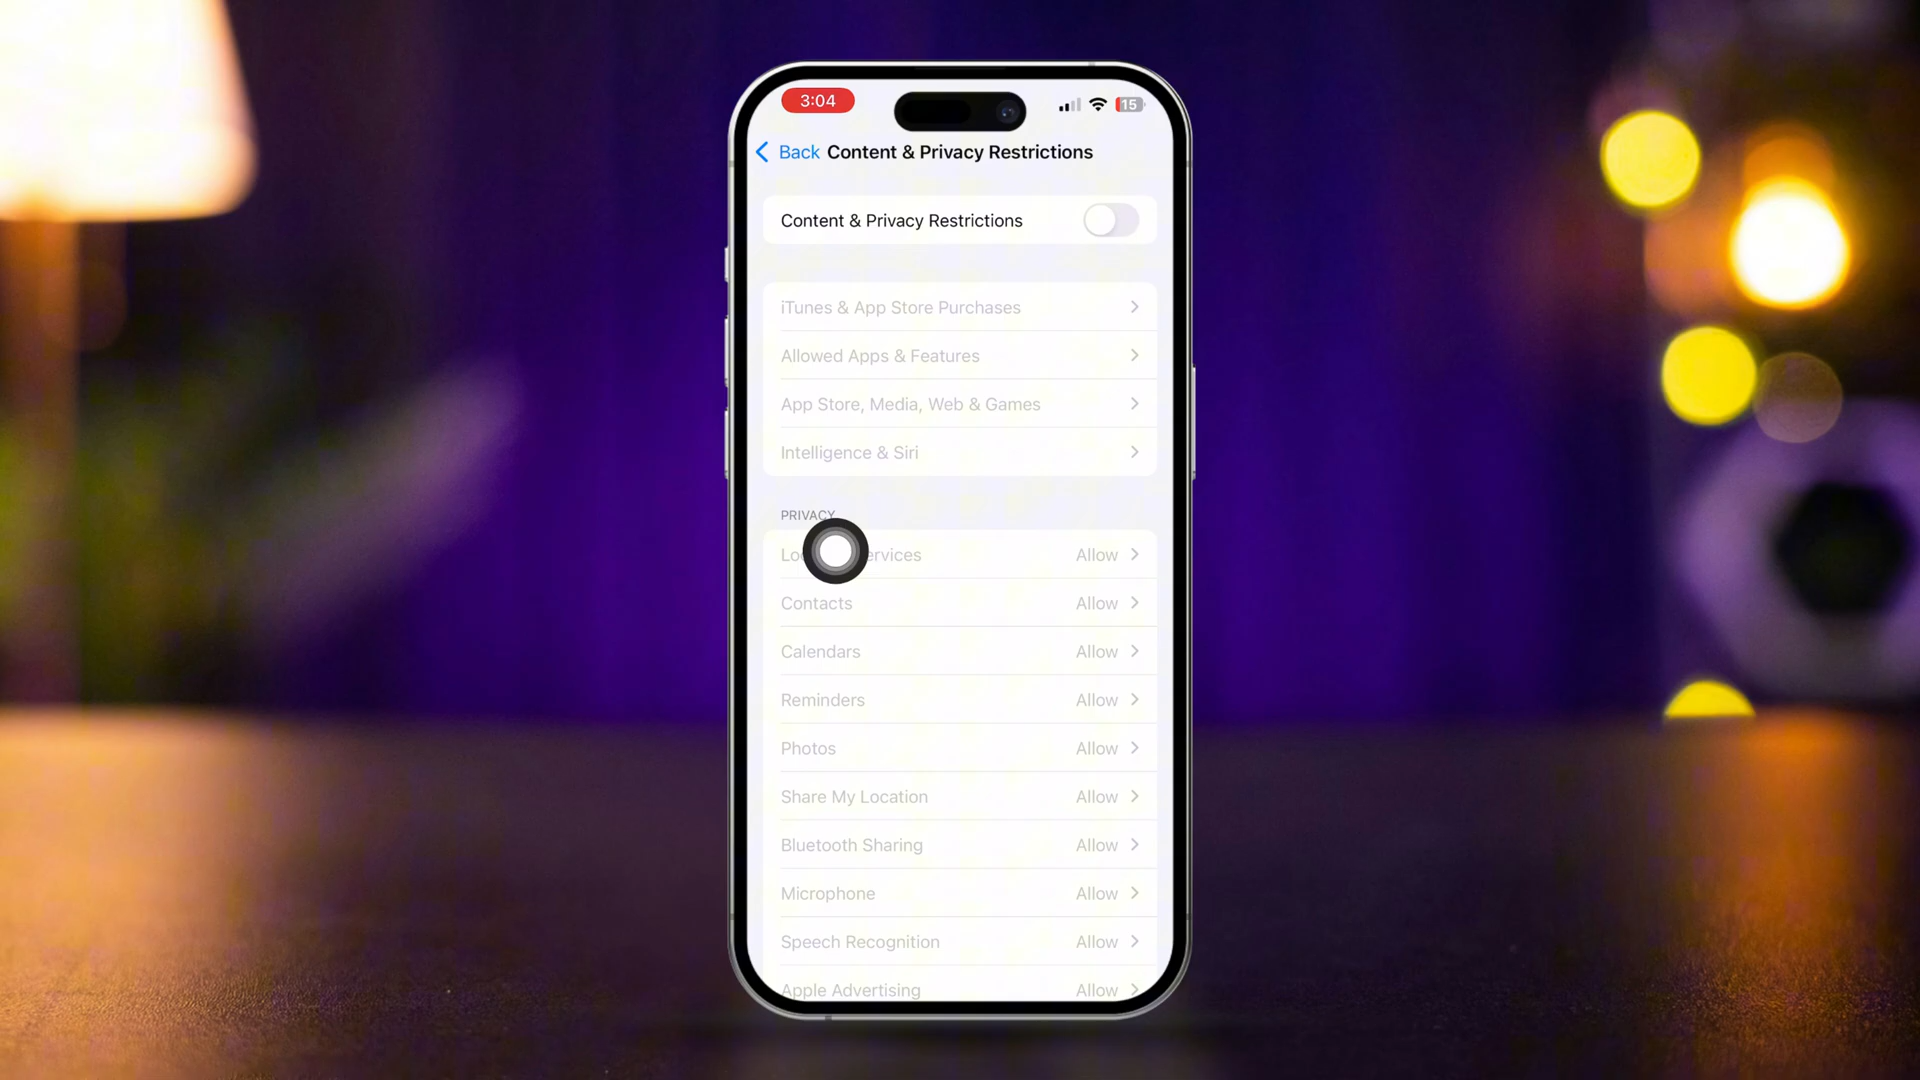 3:04
15
Back Content & Privacy Restrictions
Content & Privacy Restrictions
iTunes & App Store Purchases
Allowed Apps & Features
App Store, Media, Web & Games
Intelligence & Siri
PRIVACY
Allow
Contacts Allow
Calendars Allow
Reminders Allow
Photos Allow
Share My Location Allow
Bluetooth Sharing Allow
Microphone Allow
Speech Recognition Allow
Apple Advertising Allow